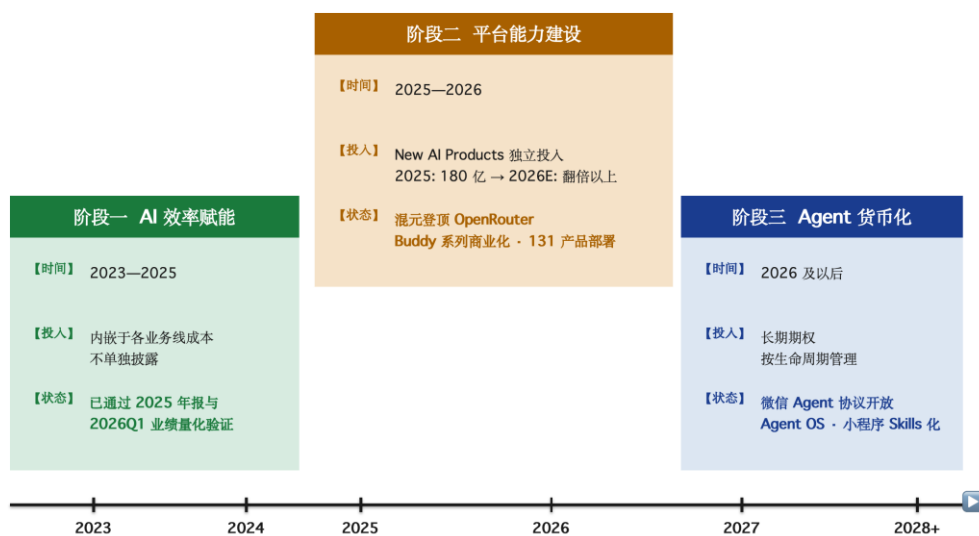 阶段一 AI 效率赋能
【时间】 2023—2025
【投入】 内嵌于各业务线成本
不单独披露
【状态】 已通过 2025 年报与
2026Q1 业绩量化验证
阶段二 平台能力建设
【时间】 2025—2026
【投入】 New AI Products 独立投入
2025: 180 亿 → 2026E: 翻倍以上
【状态】 混元登顶 OpenRouter
Buddy 系列商业化 · 131 产品部署
阶段三 Agent 货币化
【时间】 2026 及以后
【投入】 长期期权
按生命周期管理
【状态】 微信 Agent 协议开放
Agent OS · 小程序 Skills 化
2023 2024 2025 2026 2027 2028+